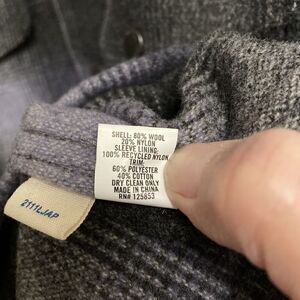 SHELL: 80% WOOL
20% NYLON
SLEEVE LINING:
100% RECYCLED NYLON
TRIM:
60% POLYESTER
40% COTTON
DRY CLEAN ONLY
MADE IN CHINA
RN# 125853
2111LJAP